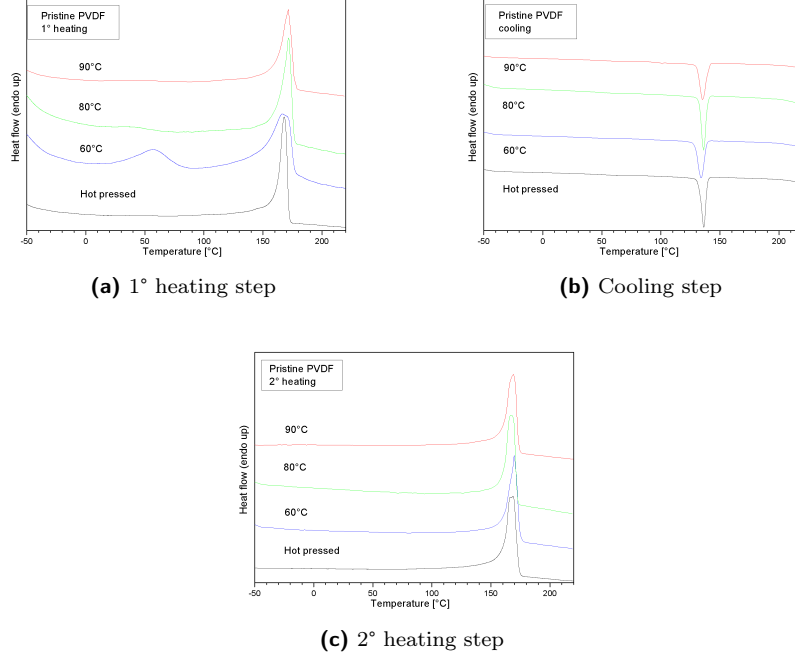 Pristine PVDF
1° heating
90°C
80°C
60°C
Hot pressed
Heat flow (endo up)
-50 0 50 100 150 200
Temperature [°C]
(a) 1° heating step
Pristine PVDF
cooling
90°C
80°C
60°C
Hot pressed
Heat flow (endo up)
-50 0 50 100 150 200
Temperature [°C]
(b) Cooling step
Pristine PVDF
2° heating
90°C
80°C
60°C
Hot pressed
Heat flow (endo up)
-50 0 50 100 150 200
Temperature [°C]
(c) 2° heating step